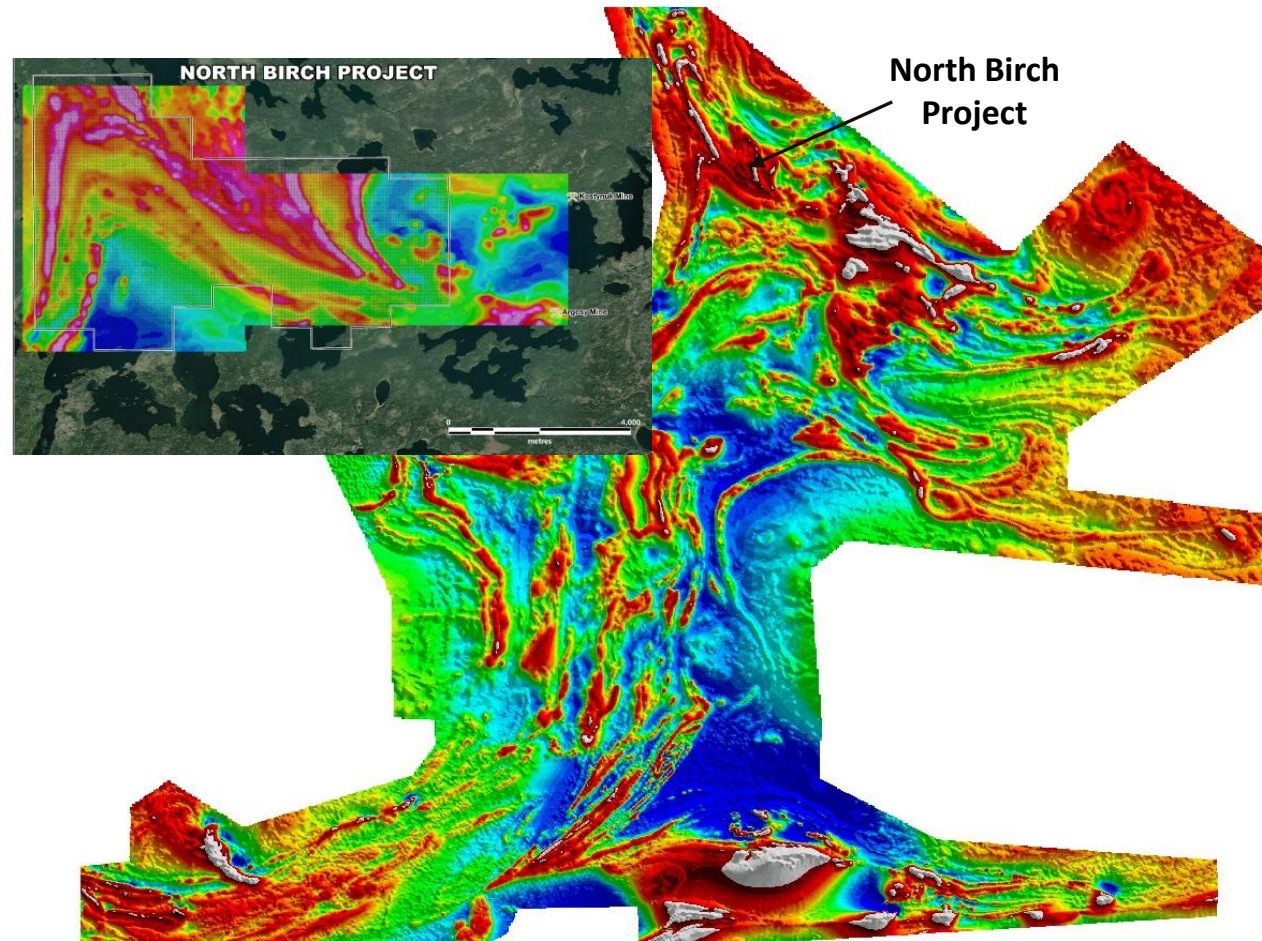 NORTH BIRCH PROJECT
North Birch
Project
Kostynuk Mine
Argosy Mine
0 4,000
metres